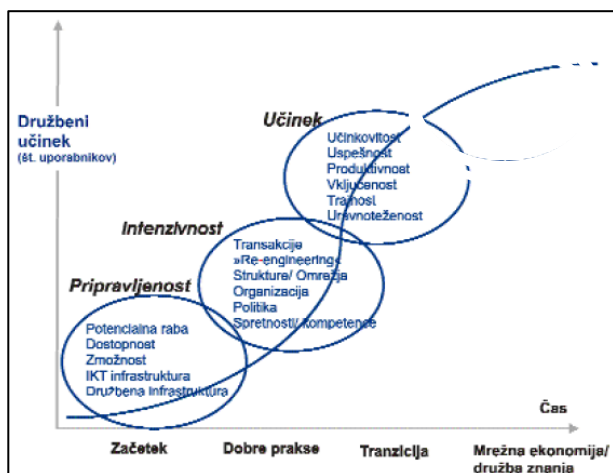 Družbeni
učinek
(št. uporabnikov)
Učinek
Učinkovitost
Uspešnost
Produktivnost
Vključenost
Trajnost
Uravnoteženost
Intenzivnost
Transakcije
»Re-engineering«
Struktura/ Omrežja
Organizacija
Politika
Spretnosti/ kompetence
Pripravljenost
Potencialna raba
Dostopnost
Zmožnost
IKT infrastruktura
Družbena infrastruktura
Čas
Začetek
Dobre prakse
Tranzicija
Mrežna ekonomija/
družba znanja